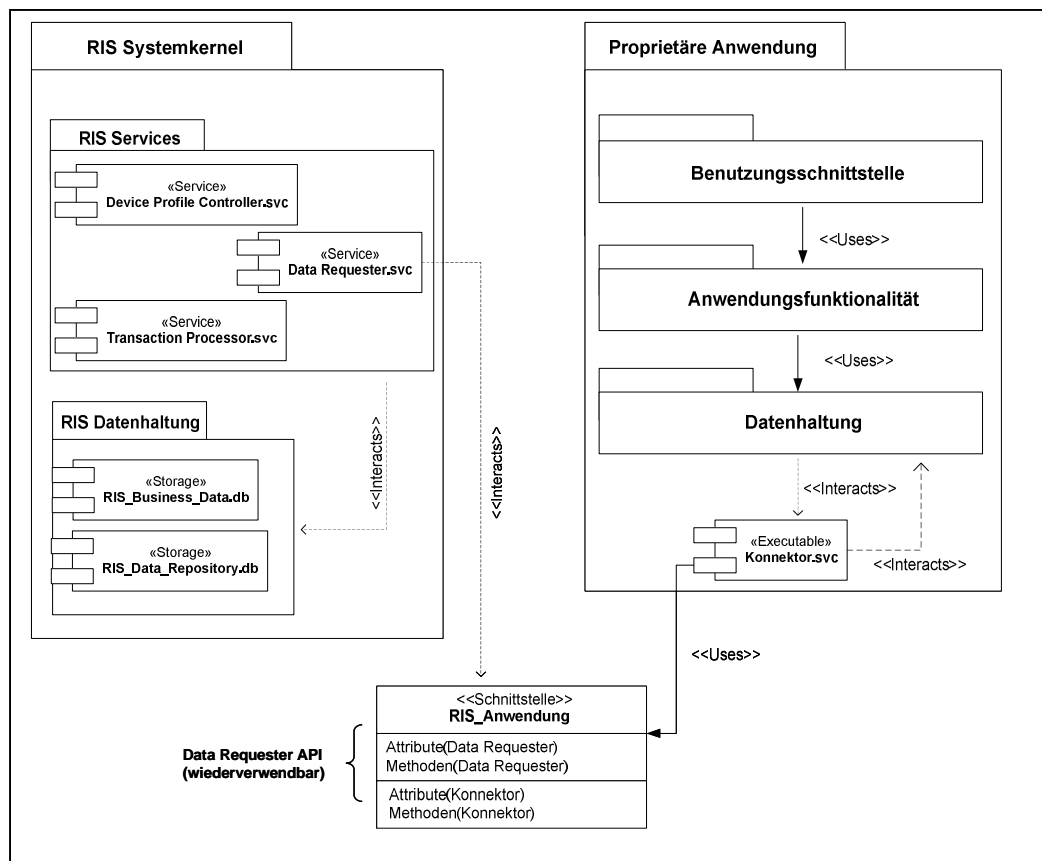 RIS Systemkernel
RIS Services
«Service»
Device Profile Controller.svc
«Service»
Data Requester.svc
«Service»
Transaction Processor.svc
<<Interacts>>
<<Interacts>>
RIS Datenhaltung
«Storage»
RIS_Business_Data.db
«Storage»
RIS_Data_Repository.db
Proprietäre Anwendung
Benutzungsschnittstelle
<<Uses>>
Anwendungsfunktionalität
<<Uses>>
Datenhaltung
<<Interacts>>
«Executable»
Konnektor.svc
<<Interacts>>
<<Uses>>
<<Schnittstelle>>
RIS_Anwendung
Data Requester API
(wiederverwendbar)
Attribute(Data Requester)
Methoden(Data Requester)
Attribute(Konnektor)
Methoden(Konnektor)